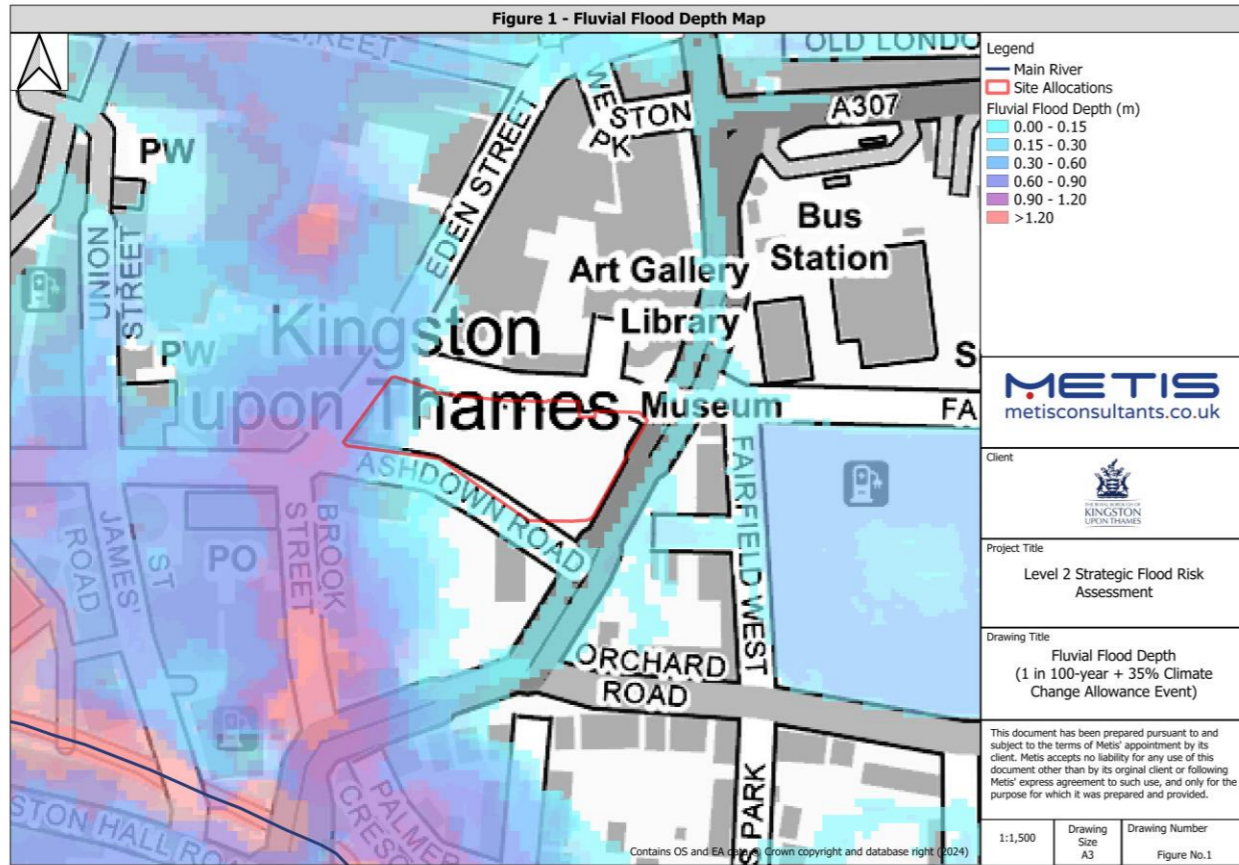 Figure 1 - Fluvial Flood Depth Map
STREET
OLD LONDO
WESTON
PK
A307
PW
EDEN STREET
Bus
Station
UNION
STREET
Art Gallery
Library
PW
Kingston
upon Thames
Museum
S
FA
ASHDOWN ROAD
FAIRFIELD WEST
JAMES'
ROAD
ST
PO
BROOK
STREET
ORCHARD
ROAD
S PARK
PALMER
CRESC
STON HALL RO
Contains OS and EA data © Crown copyright and database right (2024)
Legend
Main River
Site Allocations
Fluvial Flood Depth (m)
0.00 - 0.15
0.15 - 0.30
0.30 - 0.60
0.60 - 0.90
0.90 - 1.20
>1.20
METIS
metisconsultants.co.uk
Client
THE ROYAL BOROUGH OF
KINGSTON
UPON THAMES
Project Title
Level 2 Strategic Flood Risk
Assessment
Drawing Title
Fluvial Flood Depth
(1 in 100-year + 35% Climate
Change Allowance Event)
This document has been prepared pursuant to and
subject to the terms of Metis' appointment by its
client. Metis accepts no liability for any use of this
document other than by its orginal client or following
Metis' express agreement to such use, and only for the
purpose for which it was prepared and provided.
1:1,500
Drawing
Size
A3
Drawing Number
Figure No.1